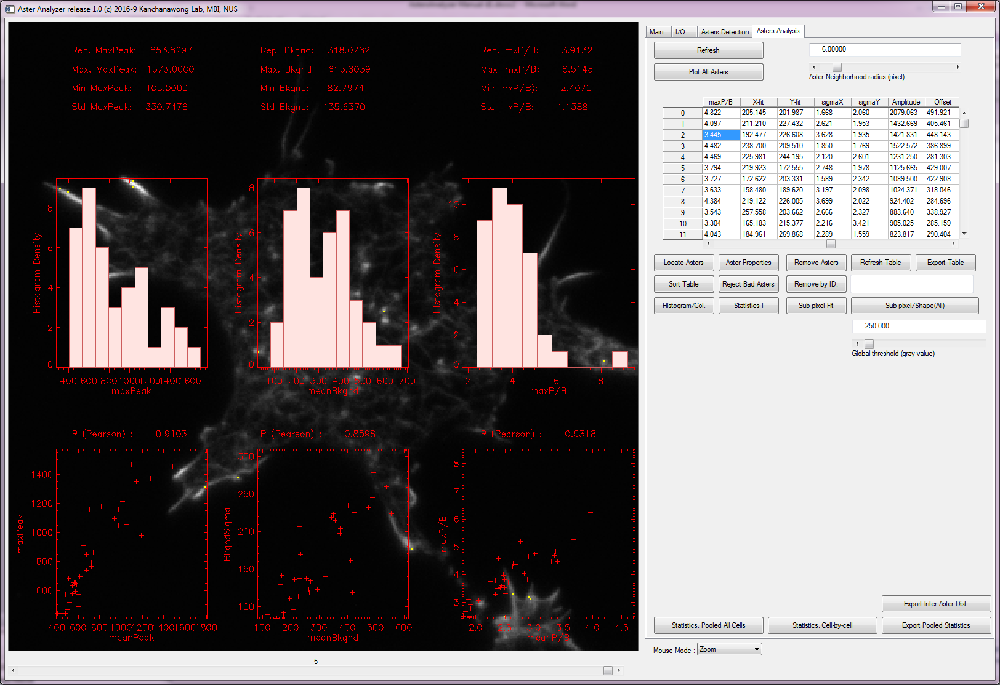 Aster Analyzer release 1.0 (c) 2016-9 Kanchanawong Lab, MBI, NUS
Rep. MaxPeak: 853.8293 Rep. Bkgnd: 318.0762 Rep. mxP/B: 3.9132
Max. MaxPeak: 1573.0000 Max. Bkgnd: 615.8039 Max. mxP/B: 8.5148
Min MaxPeak: 405.0000 Min Bkgnd: 82.7974 Min mxP/B): 2.4075
Std MaxPeak: 330.7478 Std Bkgnd: 135.6370 Std mxP/B: 1.1388
Histogram Density
8
6
4
2
0
400 600 800 1000 1200 1400 1600
maxPeak
Histogram Density
8
6
4
2
0
100 200 300 400 500 600 700
meanBkgnd
Histogram Density
10
8
6
4
2
0
2 4 6 8
maxP/B
R (Pearson) : 0.9103 R (Pearson) : 0.8598 R (Pearson) : 0.9318
maxPeak
1400
1200
1000
800
600
400 600 800 1000 1200 1400 1600 1800
meanPeak
BkgndSigma
300
250
200
150
100
100 200 300 400 500 600
meanBkgnd
maxP/B
8
7
6
5
4
3
2.0 2.5 3.0 3.5 4.0 4.5
meanP/B
5
Main I/O Asters Detection Asters Analysis
Refresh 6.00000
Plot All Asters
Aster Neighborhood radius (pixel)
maxP/B X-fit Y-fit sigmaX sigmaY Amplitude Offset
0 4.822 205.145 201.987 1.668 2.060 2079.063 491.921
1 4.097 211.210 227.432 2.621 1.953 1432.669 405.461
2 3.445 192.477 226.608 3.628 1.935 1421.831 448.143
3 4.482 238.700 209.510 1.850 1.769 1522.572 386.899
4 4.469 225.981 244.195 2.120 2.601 1231.250 281.303
5 3.794 219.923 172.555 2.748 1.978 1125.665 429.007
6 3.727 172.622 203.331 1.589 2.342 1089.500 422.908
7 3.633 158.480 189.620 3.197 2.098 1024.371 318.046
8 4.384 219.122 226.005 3.699 2.022 924.402 284.696
9 3.543 257.558 203.662 2.666 2.327 883.640 338.927
10 3.304 165.183 215.377 2.216 3.421 905.025 285.159
11 4.043 184.961 269.868 2.289 1.559 823.817 290.404
Locate Asters Aster Properties Remove Asters Refresh Table Export Table
Sort Table Reject Bad Asters Remove by ID:
Histogram/Col. Statistics I Sub-pixel Fit Sub-pixel/Shape(All)
250.000
Global threshold (gray value)
Export Inter-Aster Dist.
Statistics, Pooled All Cells Statistics, Cell-by-cell Export Pooled Statistics
Mouse Mode : Zoom